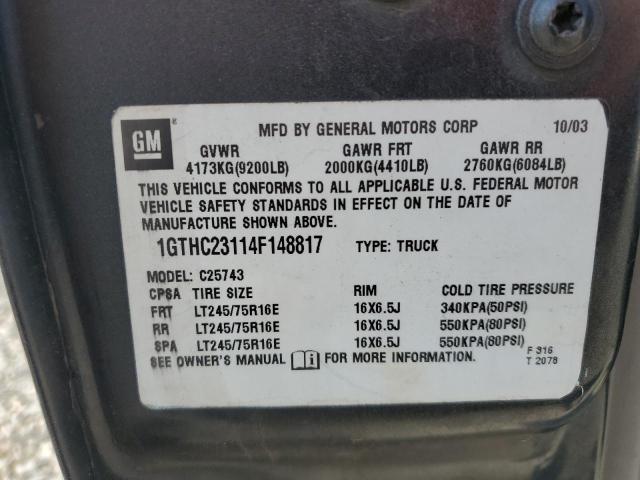 GM ®
MFD BY GENERAL MOTORS CORP 10/03
GVWR GAWR FRT GAWR RR
4173KG(9200LB) 2000KG(4410LB) 2760KG(6084LB)
THIS VEHICLE CONFORMS TO ALL APPLICABLE U.S. FEDERAL MOTOR
VEHICLE SAFETY STANDARDS IN EFFECT ON THE DATE OF
MANUFACTURE SHOWN ABOVE.
1GTHC23114F148817 TYPE: TRUCK
MODEL: C25743
CPSA TIRE SIZE RIM COLD TIRE PRESSURE
FRT LT245/75R16E 16X6.5J 340KPA(50PSI)
RR LT245/75R16E 16X6.5J 550KPA(80PSI)
SPA LT245/75R16E 16X6.5J 550KPA(80PSI)
SEE OWNER'S MANUAL i FOR MORE INFORMATION.
F 316
T 2078